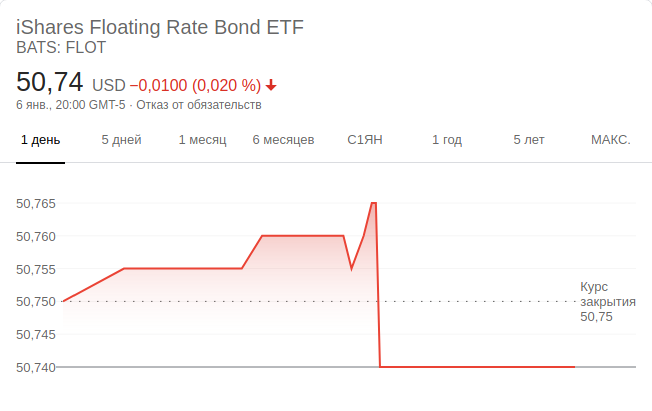 iShares Floating Rate Bond ETF
BATS: FLOT
50,74 USD −0,0100 (0,020 %)
6 янв., 20:00 GMT-5 · Отказ от обязательств
1 день 5 дней 1 месяц 6 месяцев С1ЯН 1 год 5 лет МАКС.
50,765
50,760
50,755
50,750
50,745
50,740
Курс
закрытия
50,75